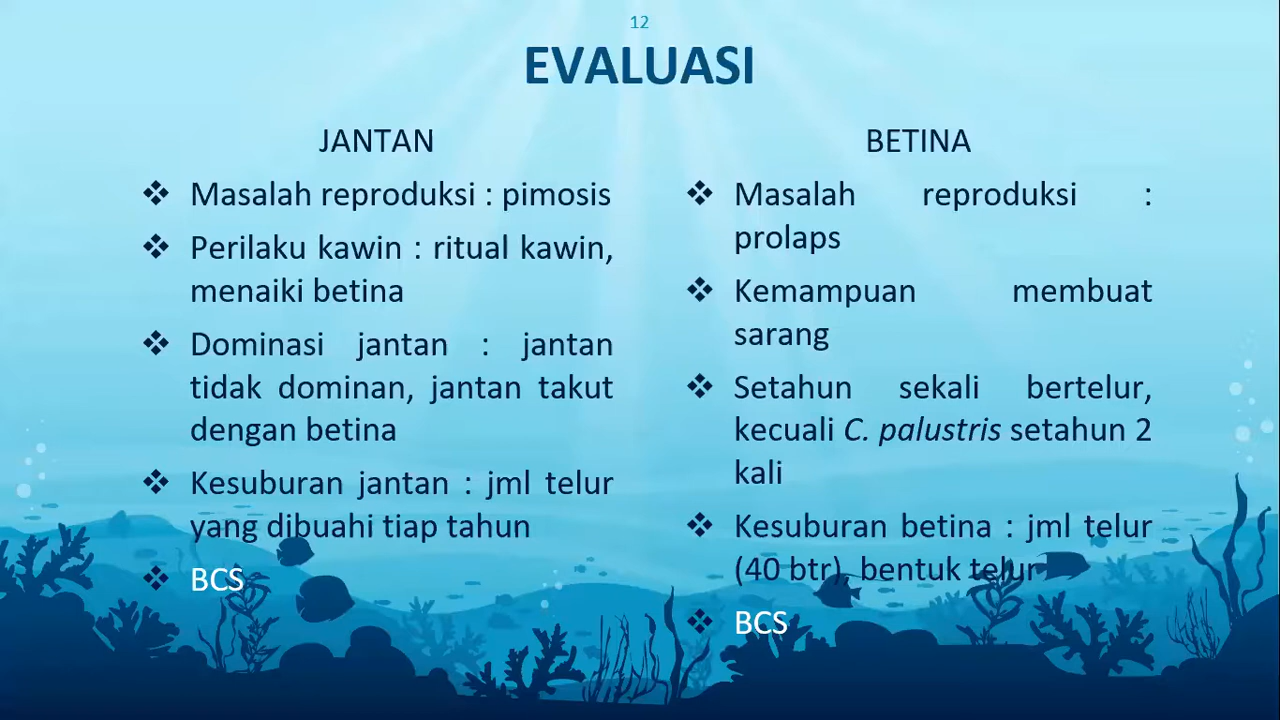 12
EVALUASI
JANTAN
❖ Masalah reproduksi : pimosis
❖ Perilaku kawin : ritual kawin,
menaiki betina
❖ Dominasi jantan : jantan
tidak dominan, jantan takut
dengan betina
❖ Kesuburan jantan : jml telur
yang dibuahi tiap tahun
❖ BCS
BETINA
❖ Masalah reproduksi :
prolaps
❖ Kemampuan membuat
sarang
❖ Setahun sekali bertelur,
kecuali C. palustris setahun 2
kali
❖ Kesuburan betina : jml telur
(40 btr), bentuk telur
❖ BCS